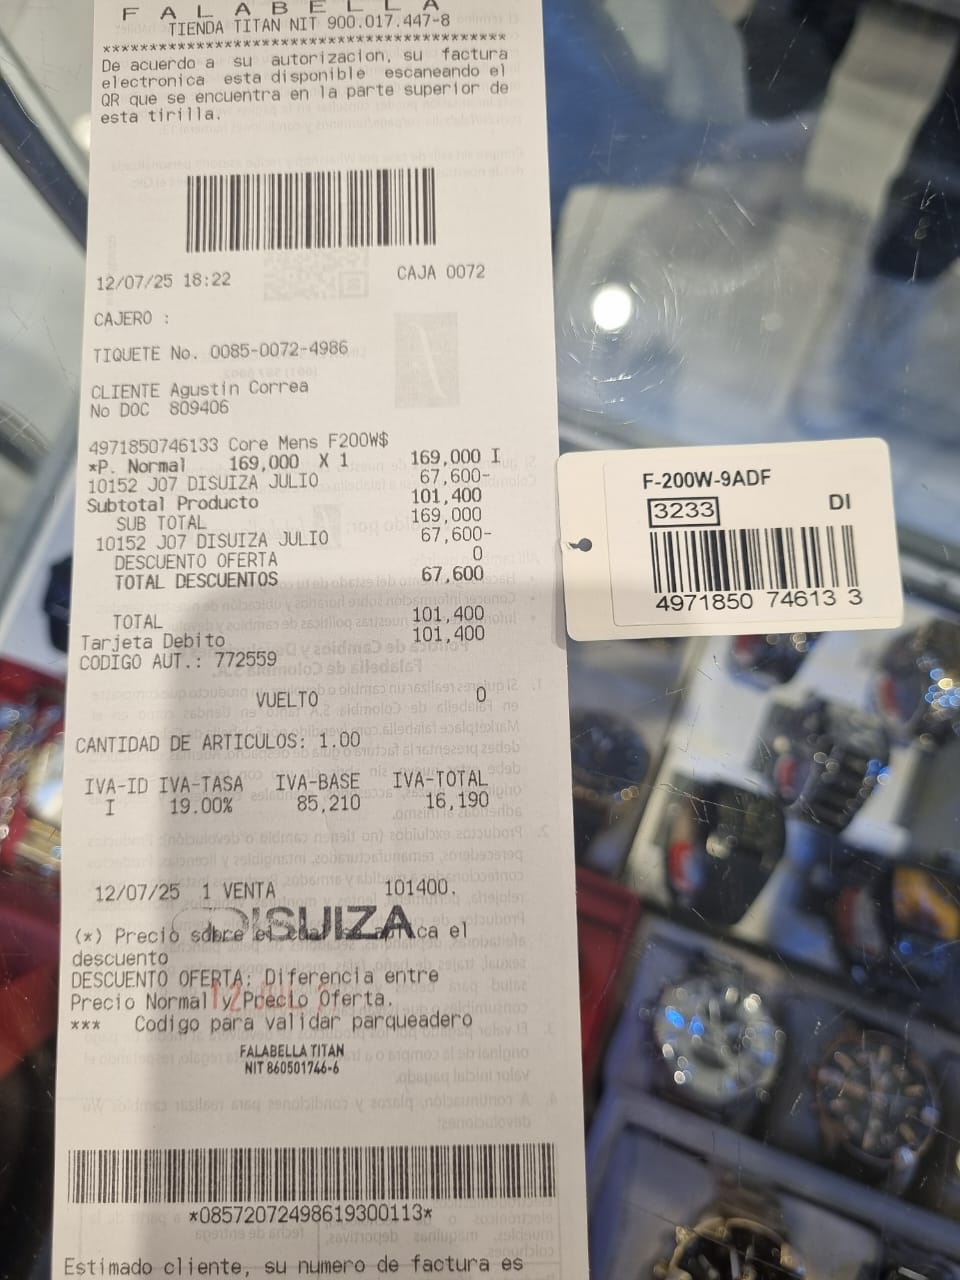 F A L A B E L L A
TIENDA TITAN NIT 900.017.447-8
****************************************
De acuerdo a su autorizacion, su factura
electronica esta disponible escaneando el
QR que se encuentra en la parte superior de
esta tirilla.
12/07/25 18:22 CAJA 0072
CAJERO :
TIQUETE No. 0085-0072-4986
CLIENTE Agustin Correa
No DOC 809406
4971850746133 Core Mens F200W$
*P. Normal 169,000 X 1 169,000 I
10152 J07 DISUIZA JULIO 67,600-
Subtotal Producto 101,400
SUB TOTAL 169,000
10152 J07 DISUIZA JULIO 67,600-
DESCUENTO OFERTA 0
TOTAL DESCUENTOS 67,600
TOTAL 101,400
Tarjeta Debito 101,400
CODIGO AUT.: 772559
VUELTO 0
CANTIDAD DE ARTICULOS: 1.00
IVA-ID IVA-TASA IVA-BASE IVA-TOTAL
I 19.00% 85,210 16,190
12/07/25 1 VENTA 101400.
DISUIZA
(*) Precio sobre el ca el
descuento
DESCUENTO OFERTA: Diferencia entre
Precio Normal y Precio Oferta.
*** Codigo para validar parqueadero
FALABELLA TITAN
NIT 860501746-6
*08572072498619300113*
Estimado cliente, su numero de factura es
F-200W-9ADF
3233 DI
4971850 74613 3